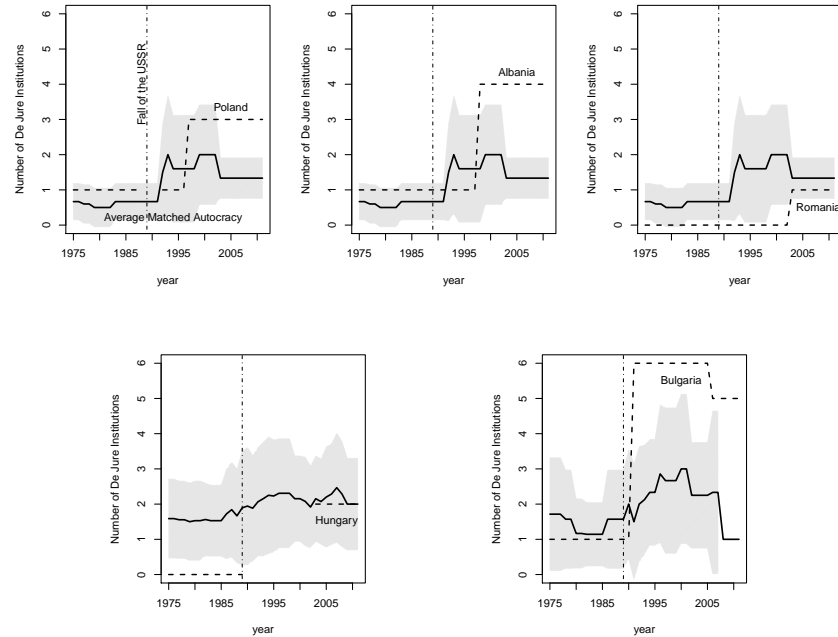 Number of De Jure Institutions
6
5
4
3
2
1
0
Fall of the USSR
Poland
Average Matched Autocracy
1975 1985 1995 2005
year
Number of De Jure Institutions
6
5
4
3
2
1
0
Albania
1975 1985 1995 2005
year
Number of De Jure Institutions
6
5
4
3
2
1
0
Romania
1975 1985 1995 2005
year
Number of De Jure Institutions
6
5
4
3
2
1
0
Hungary
1975 1985 1995 2005
year
Number of De Jure Institutions
6
5
4
3
2
1
0
Bulgaria
1975 1985 1995 2005
year